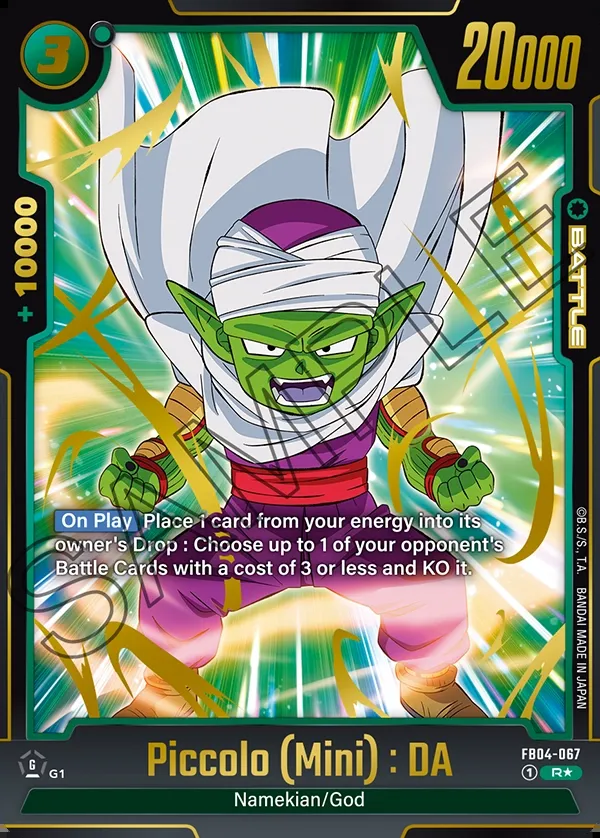 3
20000
+10000
BATTLE
SAMPLE
On Play Place 1 card from your energy into its
owner's Drop : Choose up to 1 of your opponent's
Battle Cards with a cost of 3 or less and KO it.
©B.S./S., T.A. BANDAI MADE IN JAPAN
G G1
Piccolo (Mini) : DA
FB04-067
1 R★
Namekian/God